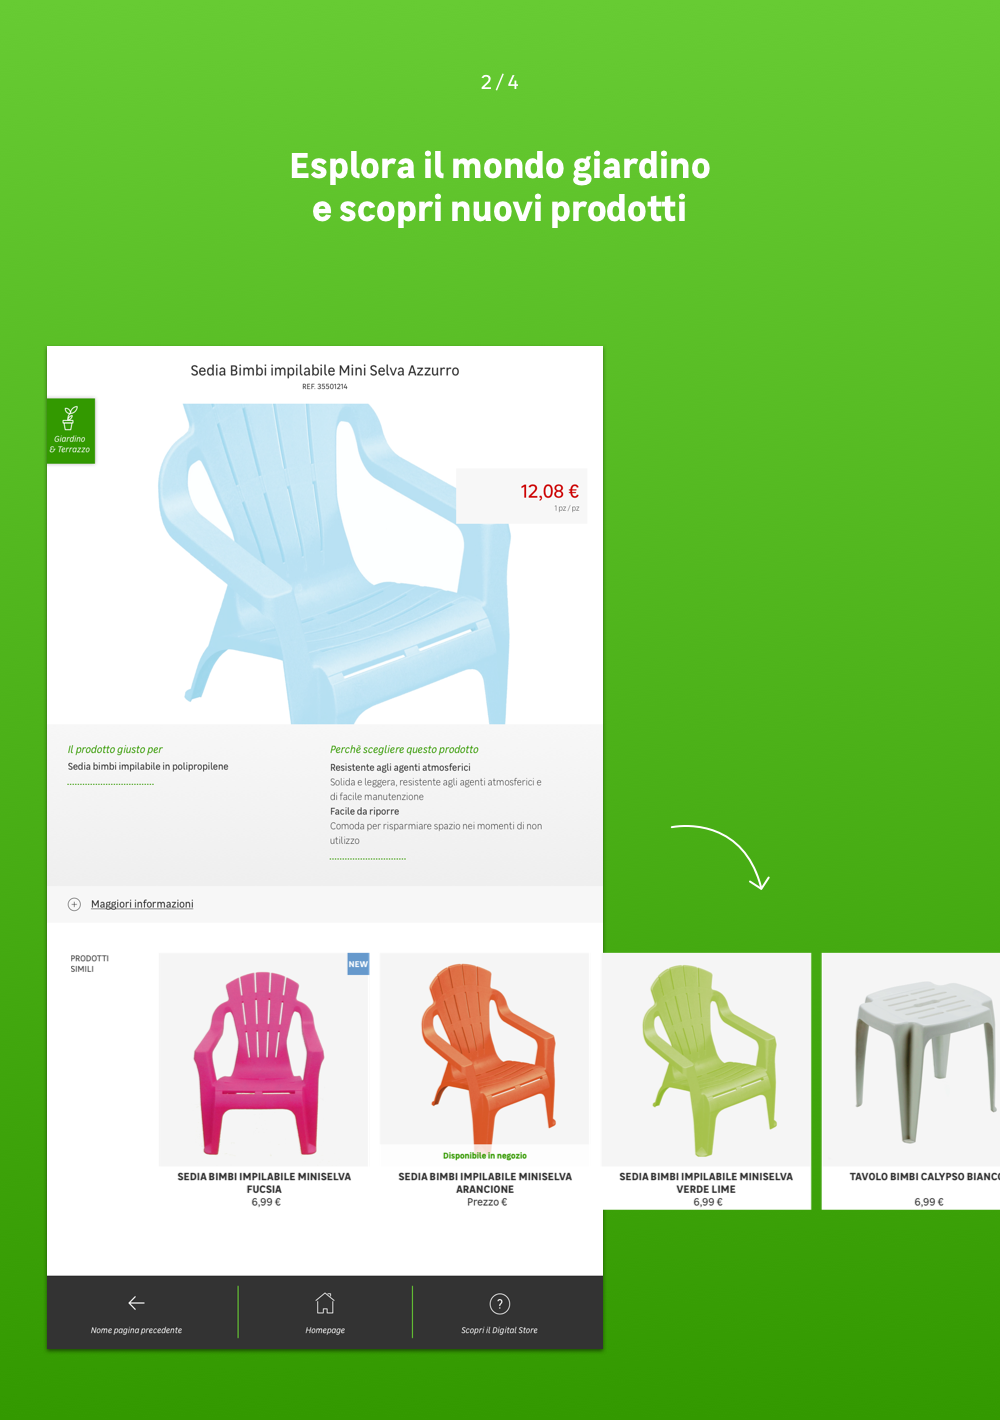 2 / 4
Esplora il mondo giardino
e scopri nuovi prodotti
Sedia Bimbi impilabile Mini Selva Azzurro
REF. 35501214
Giardino
& Terrazzo
12,08 €
1 pz / pz
Il prodotto giusto per
Sedia bimbi impilabile in polipropilene
Perchè scegliere questo prodotto
Resistente agli agenti atmosferici
Solida e leggera, resistente agli agenti atmosferici e
di facile manutenzione
Facile da riporre
Comoda per risparmiare spazio nei momenti di non
utilizzo
Maggiori informazioni
PRODOTTI
SIMILI
NEW
SEDIA BIMBI IMPILABILE MINISELVA
FUCSIA
6,99 €
Disponibile in negozio
SEDIA BIMBI IMPILABILE MINISELVA
ARANCIONE
Prezzo €
SEDIA BIMBI IMPILABILE MINISELVA
VERDE LIME
6,99 €
TAVOLO BIMBI CALYPSO BIANCO
6,99 €
Nome pagina precedente
Homepage
?
Scopri il Digital Store